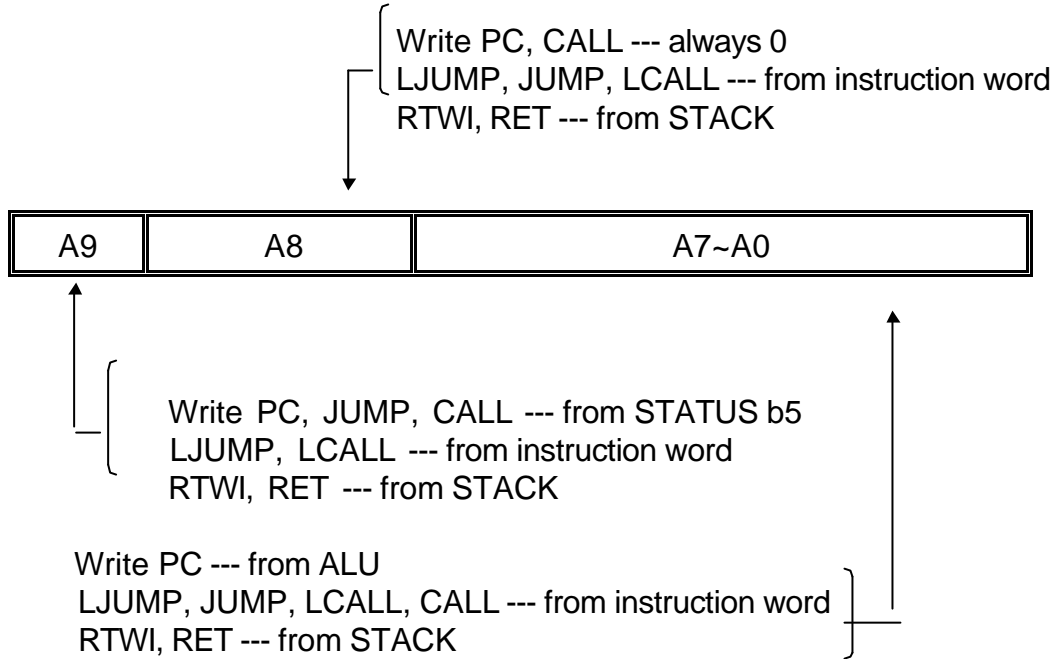 Write PC, CALL --- always 0
LJUMP, JUMP, LCALL --- from instruction word
RTWI, RET --- from STACK
A9 A8 A7~A0
Write PC, JUMP, CALL --- from STATUS b5
LJUMP, LCALL --- from instruction word
RTWI, RET --- from STACK
Write PC --- from ALU
LJUMP, JUMP, LCALL, CALL --- from instruction word
RTWI, RET --- from STACK